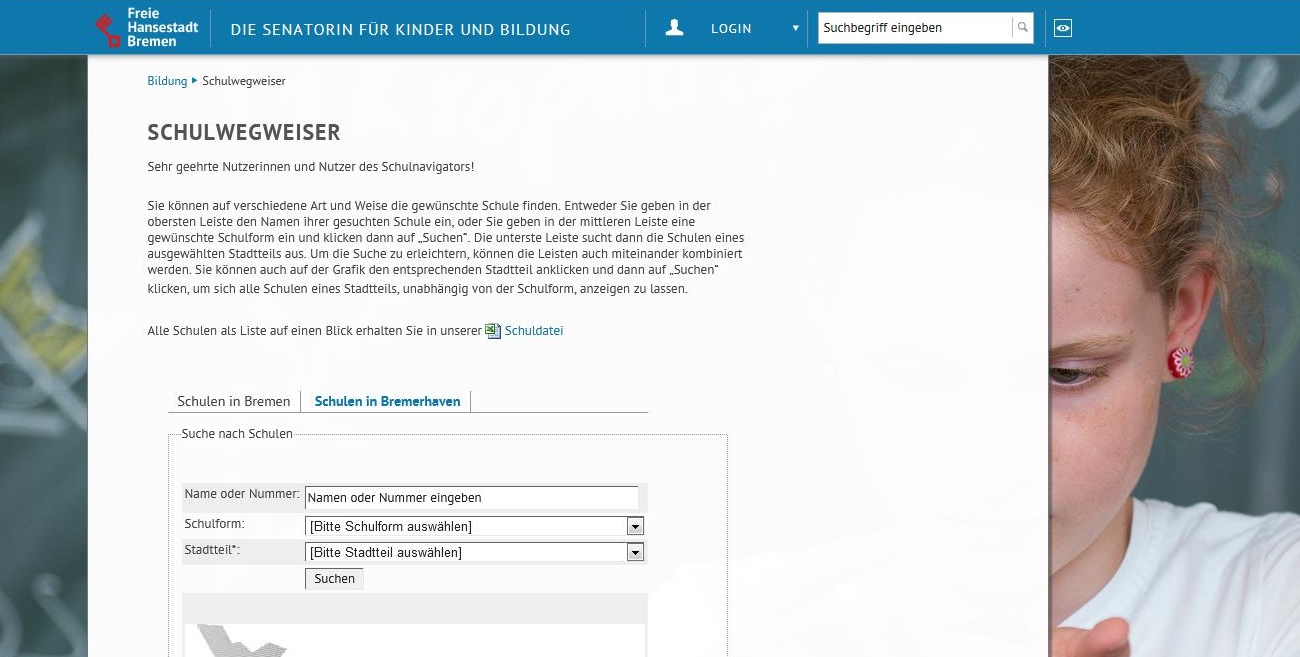 Freie
Hansestadt
Bremen
DIE SENATORIN FÜR KINDER UND BILDUNG
LOGIN
Suchbegriff eingeben
Bildung Schulwegweiser
SCHULWEGWEISER
Sehr geehrte Nutzerinnen und Nutzer des Schulnavigators!
Sie können auf verschiedene Art und Weise die gewünschte Schule finden. Entweder Sie geben in der
obersten Leiste den Namen ihrer gesuchten Schule ein, oder Sie geben in der mittleren Leiste eine
gewünschte Schulform ein und klicken dann auf „Suchen“. Die unterste Leiste sucht dann die Schulen eines
ausgewählten Stadtteils aus. Um die Suche zu erleichtern, können die Leisten auch miteinander kombiniert
werden. Sie können auch auf der Grafik den entsprechenden Stadtteil anklicken und dann auf „Suchen“
klicken, um sich alle Schulen eines Stadtteils, unabhängig von der Schulform, anzeigen zu lassen.
Alle Schulen als Liste auf einen Blick erhalten Sie in unserer Schuldatei
Schulen in Bremen Schulen in Bremerhaven
Suche nach Schulen
Name oder Nummer: Namen oder Nummer eingeben
Schulform: [Bitte Schulform auswählen]
Stadtteil*: [Bitte Stadtteil auswählen]
Suchen